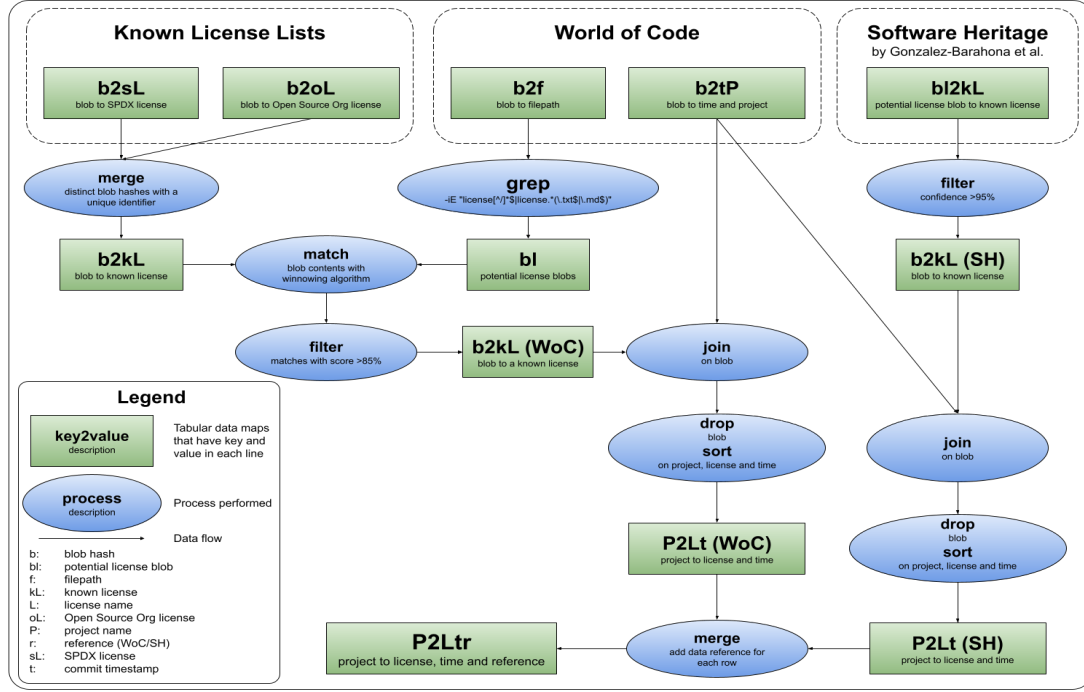 Known License Lists
World of Code
Software Heritage
by Gonzalez-Barahona et al.
b2sL
blob to SPDX license
b2oL
blob to Open Source Org license
b2f
blob to filepath
b2tP
blob to time and project
bl2kL
potential license blob to known license
merge
distinct blob hashes with a
unique identifier
grep
-iE "license[^/]*$|license.*(\.txt$|\.md$)"
filter
confidence >95%
b2kL
blob to known license
match
blob contents with
winnowing algorithm
bl
potential license blobs
b2kL (SH)
blob to known license
filter
matches with score >85%
b2kL (WoC)
blob to a known license
join
on blob
drop
blob
sort
on project, license and time
join
on blob
P2Lt (WoC)
project to license and time
drop
blob
sort
on project, license and time
P2Ltr
project to license, time and reference
merge
add data reference for
each row
P2Lt (SH)
project to license and time
Legend
key2value
description
Tabular data maps
that have key and
value in each line
process
description
Process performed
Data flow
b: blob hash
bl: potential license blob
f: filepath
kL: known license
L: license name
oL: Open Source Org license
P: project name
r: reference (WoC/SH)
sL: SPDX license
t: commit timestamp